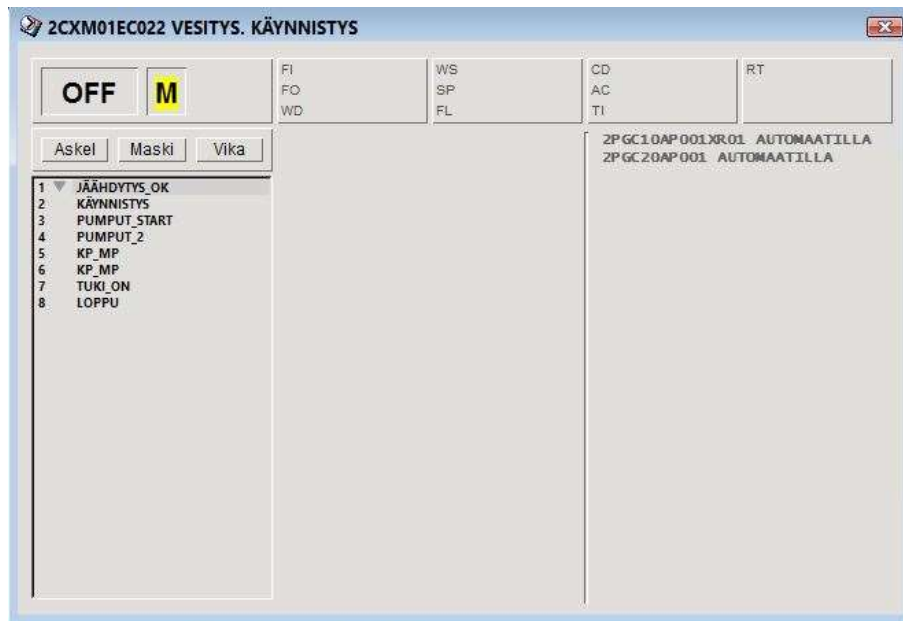 2CXM01EC022 VESITYS. KÄYNNISTYS
OFF M
FI
FO
WD
WS
SP
FL
CD
AC
TI
RT
Askel Maski Vika
2PGC10AP001XR01 AUTOMAATILLA
2PGC20AP001 AUTOMAATILLA
1 JÄÄHDYTYS_OK
2 KÄYNNISTYS
3 PUMPUT_START
4 PUMPUT_2
5 KP_MP
6 KP_MP
7 TUKI_ON
8 LOPPU